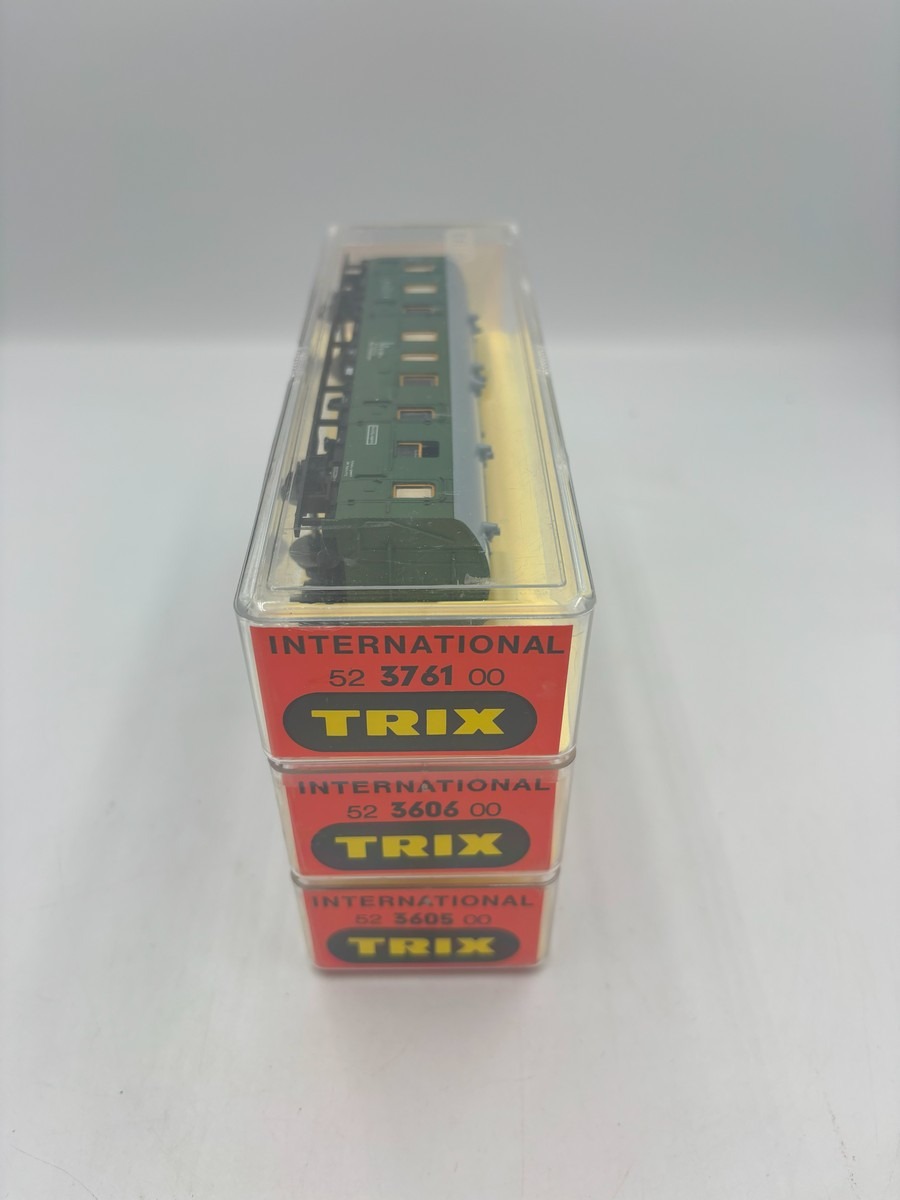 INTERNATIONAL
52 3761 00
TRIX
INTERNATIONAL
52 3606 00
TRIX
INTERNATIONAL
52 3605 00
TRIX